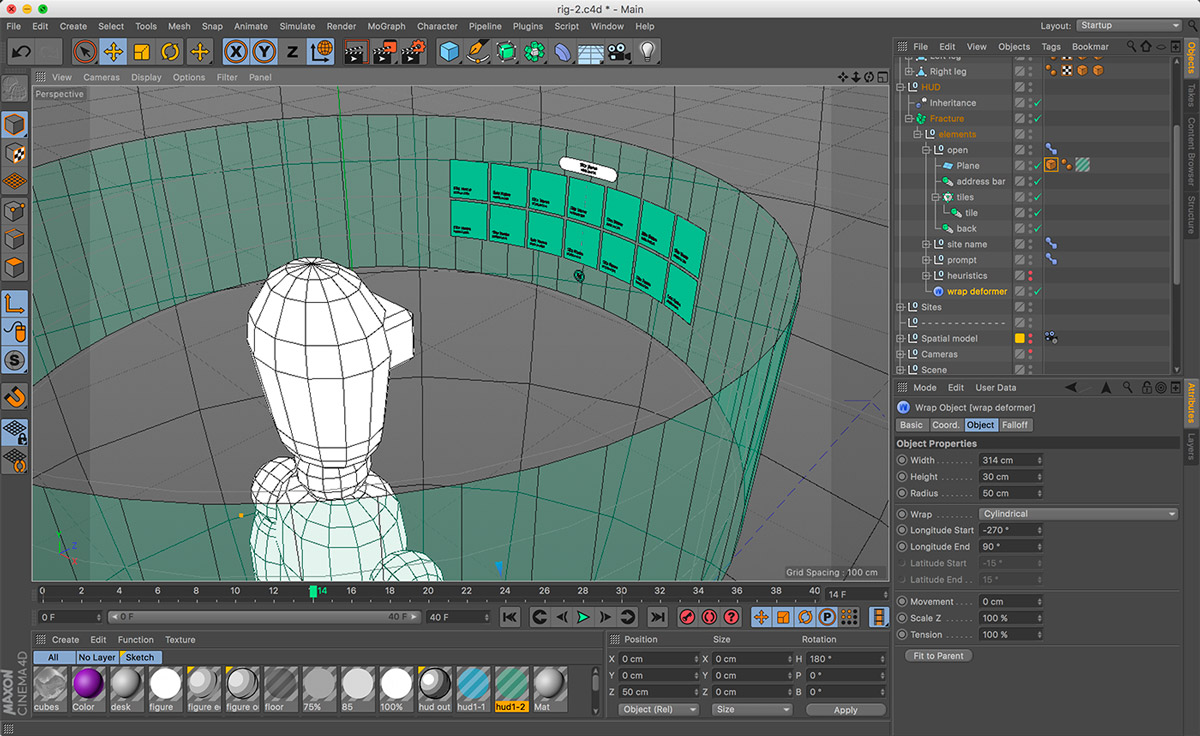 rig-2.c4d * - Main
File Edit Create Select Tools Mesh Snap Animate Simulate Render MoGraph Character Pipeline Plugins Script Window Help
Layout: Startup
X Y Z
View Cameras Display Options Filter Panel
Perspective
Grid Spacing : 100 cm
File Edit View Objects Tags Bookmar
Left leg
Right leg
HUD
Inheritance
Fracture
elements
open
Plane
address bar
tiles
tile
back
site name
prompt
heuristics
wrap deformer
Sites
- - - - - - - - - - - - - -
Spatial model
Cameras
Scene
Objects
Takes
Content Browser
Structure
Mode Edit User Data
Wrap Object [wrap deformer]
Basic Coord. Object Falloff
Object Properties
Width 314 cm
Height 30 cm
Radius 50 cm
Wrap Cylindrical
Longitude Start -270 °
Longitude End 90 °
Latitude Start -15 °
Latitude End 15 °
Movement 0 cm
Scale Z 100 %
Tension 100 %
Fit to Parent
Attributes
Layers
0 2 4 6 8 10 12 14 16 18 20 22 24 26 28 30 32 34 36 38 40 14 F
0 F 0 F 40 F 40 F
Create Edit Function Texture
All No Layer Sketch
cubes Color desk figure figure e figure o floor 75% 85 100% hud out hud1-1 hud1-2 Mat
Position Size Rotation
X 0 cm X 0 cm H 180 °
Y 0 cm Y 0 cm P 0 °
Z 50 cm Z 0 cm B 0 °
Object (Rel) Size Apply
MAXON
CINEMA4D